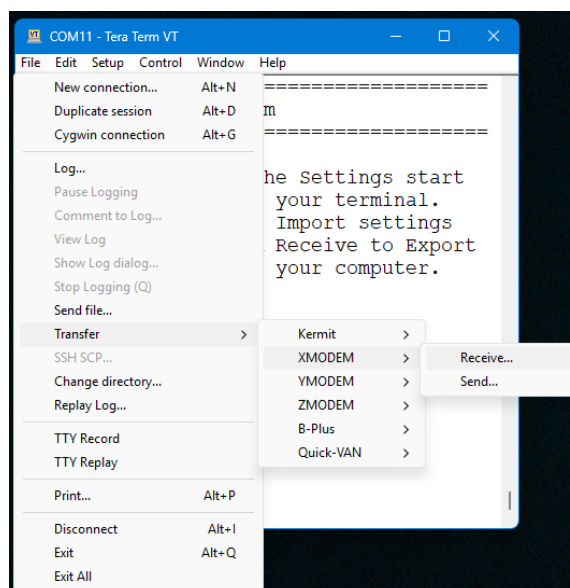 COM11 - Tera Term VT
File Edit Setup Control Window Help
New connection... Alt+N
Duplicate session Alt+D
Cygwin connection Alt+G
Log...
Pause Logging
Comment to Log...
View Log
Show Log dialog...
Stop Logging (Q)
Send file...
Transfer
SSH SCP...
Change directory...
Replay Log...
TTY Record
TTY Replay
Print... Alt+P
Disconnect Alt+I
Exit Alt+Q
Exit All
===================
m
===================
he Settings start
your terminal.
Import settings
Receive to Export
your computer.
Kermit
XMODEM
YMODEM
ZMODEM
B-Plus
Quick-VAN
Receive...
Send...